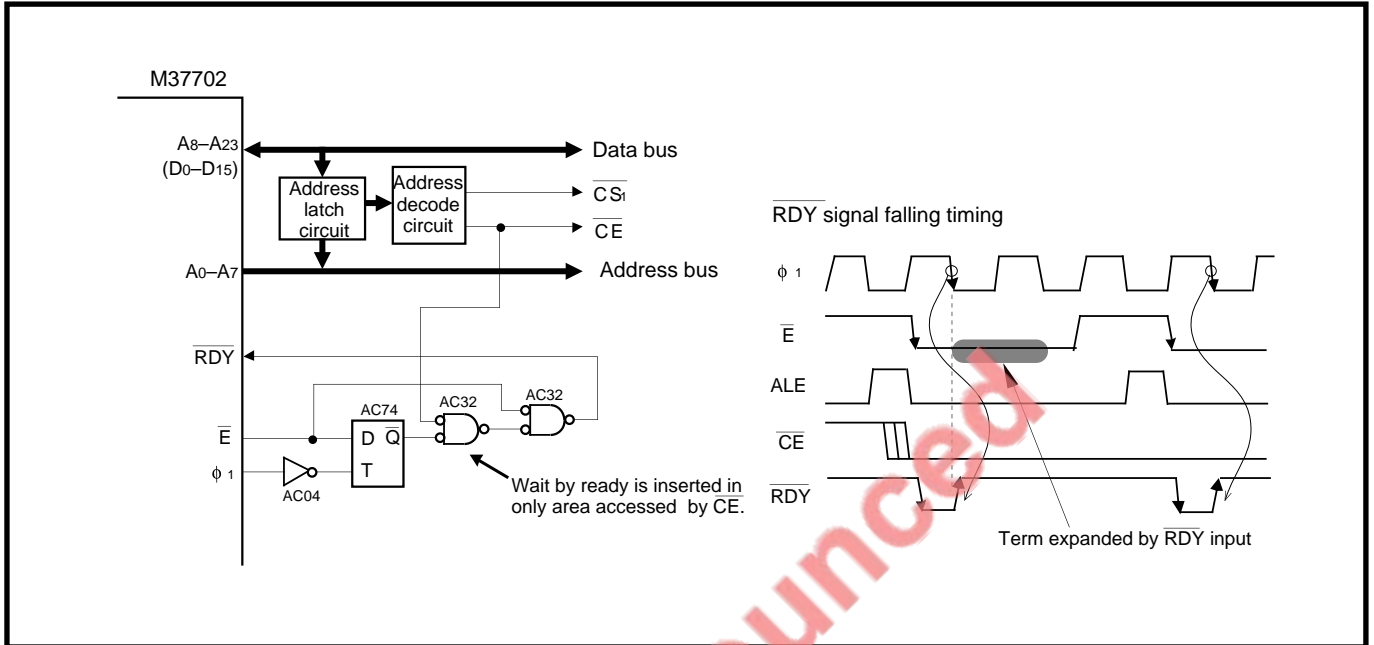 M37702
A8–A23
(D0–D15)
Data bus
Address
latch
circuit
Address
decode
circuit
CS1
CE
A0–A7
Address bus
RDY
AC32
AC32
AC74
E
D Q
φ 1
T
AC04
Wait by ready is inserted in
only area accessed by CE.
RDY signal falling timing
φ 1
E
ALE
CE
RDY
Term expanded by RDY input
unced